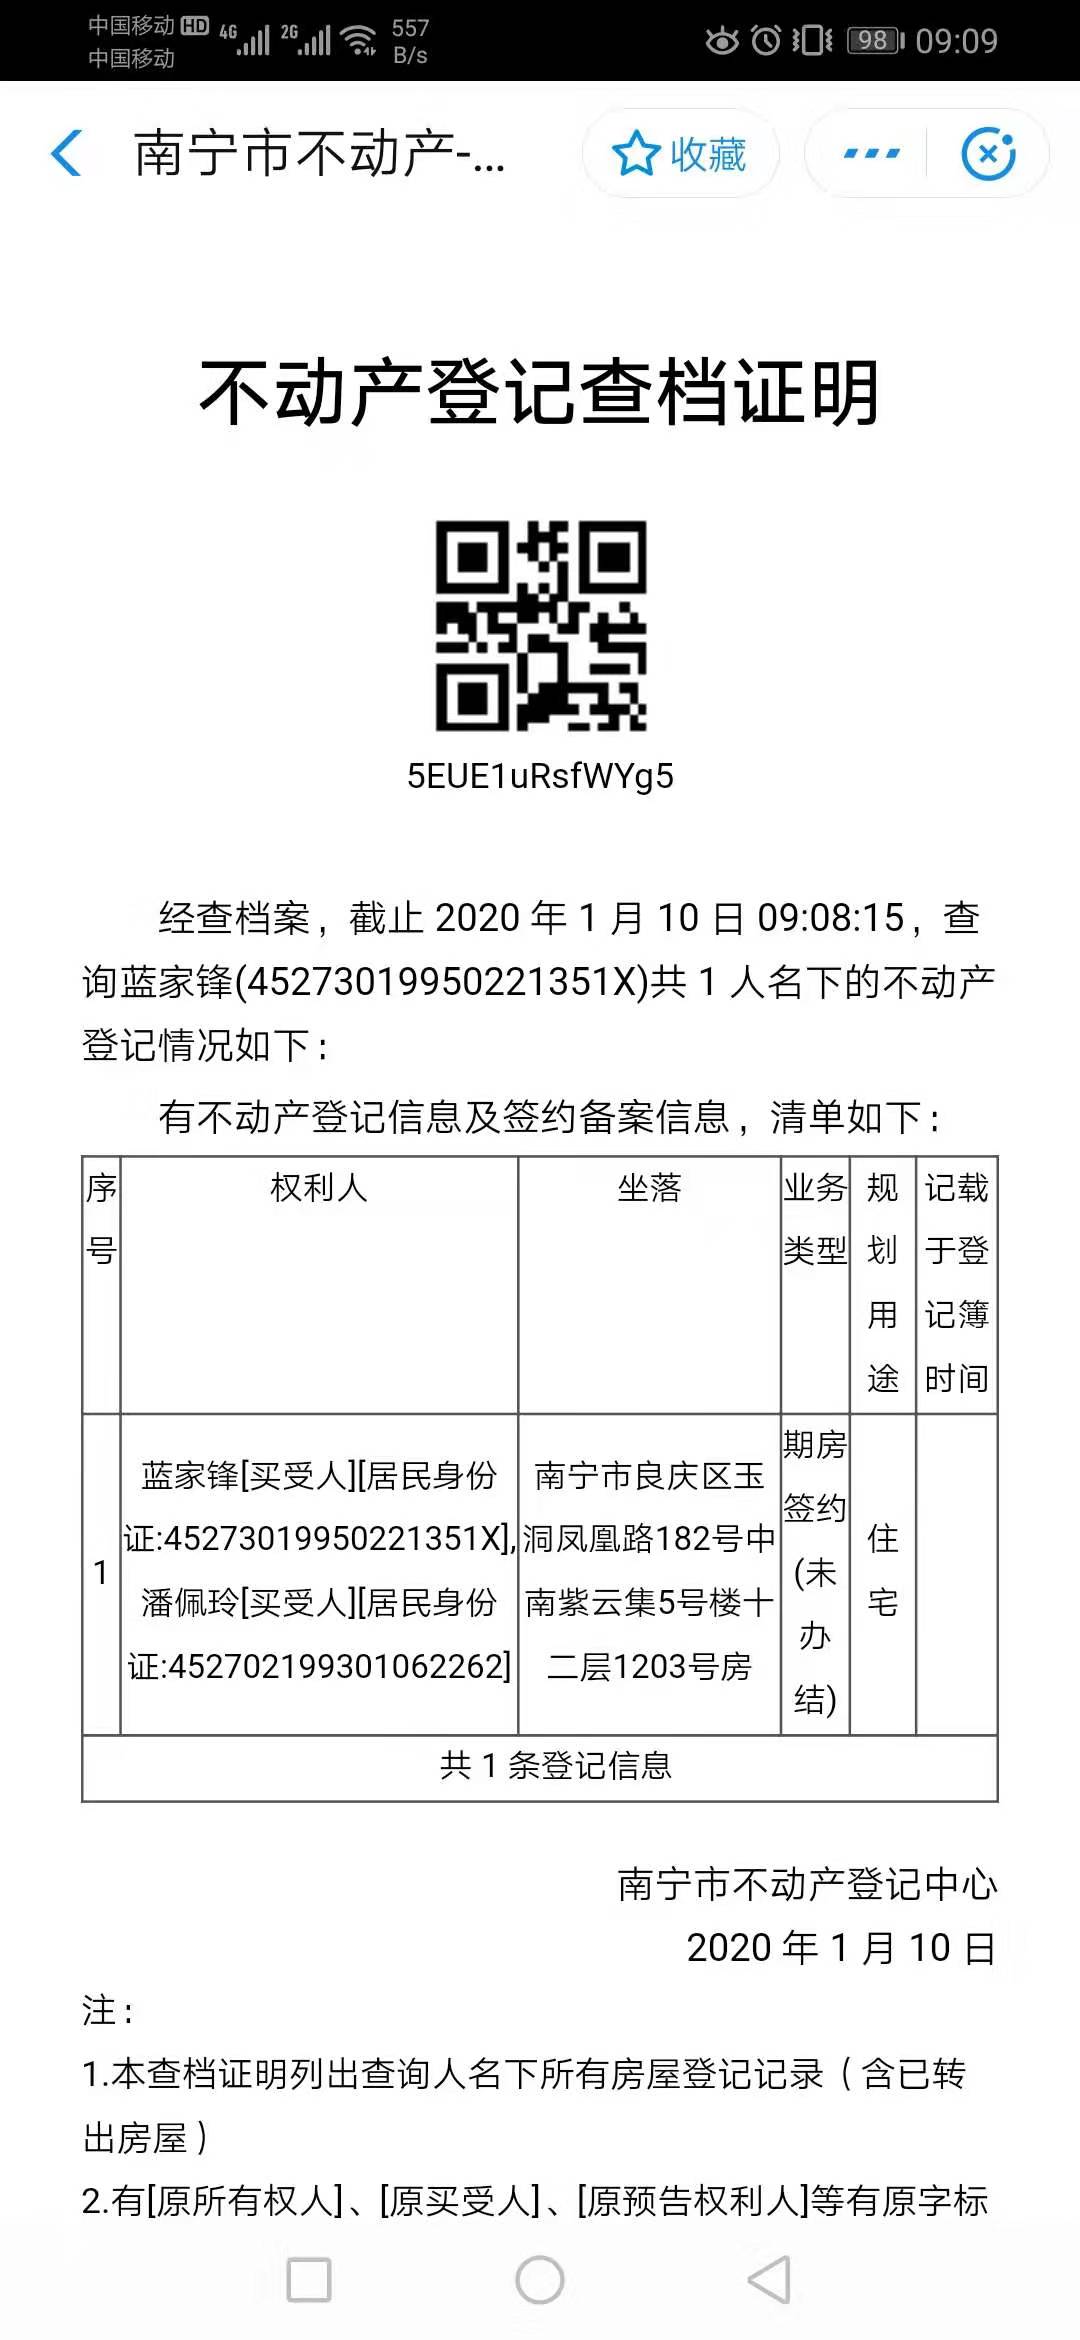 中国移动 HD 4G 2G 557 B/s 98 09:09
中国移动
南宁市不动产-... 收藏
不动产登记查档证明
5EUE1uRsfWYg5
经查档案，截止 2020 年 1 月 10 日 09:08:15，查
询蓝家锋(45273019950221351X)共 1 人名下的不动产
登记情况如下：
有不动产登记信息及签约备案信息，清单如下：
序号 权利人 坐落 业务类型 规划用途 记载于登记簿时间
1 蓝家锋[买受人][居民身份证:45273019950221351X],潘佩玲[买受人][居民身份证:452702199301062262] 南宁市良庆区玉洞凤凰路182号中南紫云集5号楼十二层1203号房 期房签约(未办结) 住宅
共 1 条登记信息
南宁市不动产登记中心
2020 年 1 月 10 日
注：
1.本查档证明列出查询人名下所有房屋登记记录（含已转
出房屋）
2.有[原所有权人]、[原买受人]、[原预告权利人]等有原字标